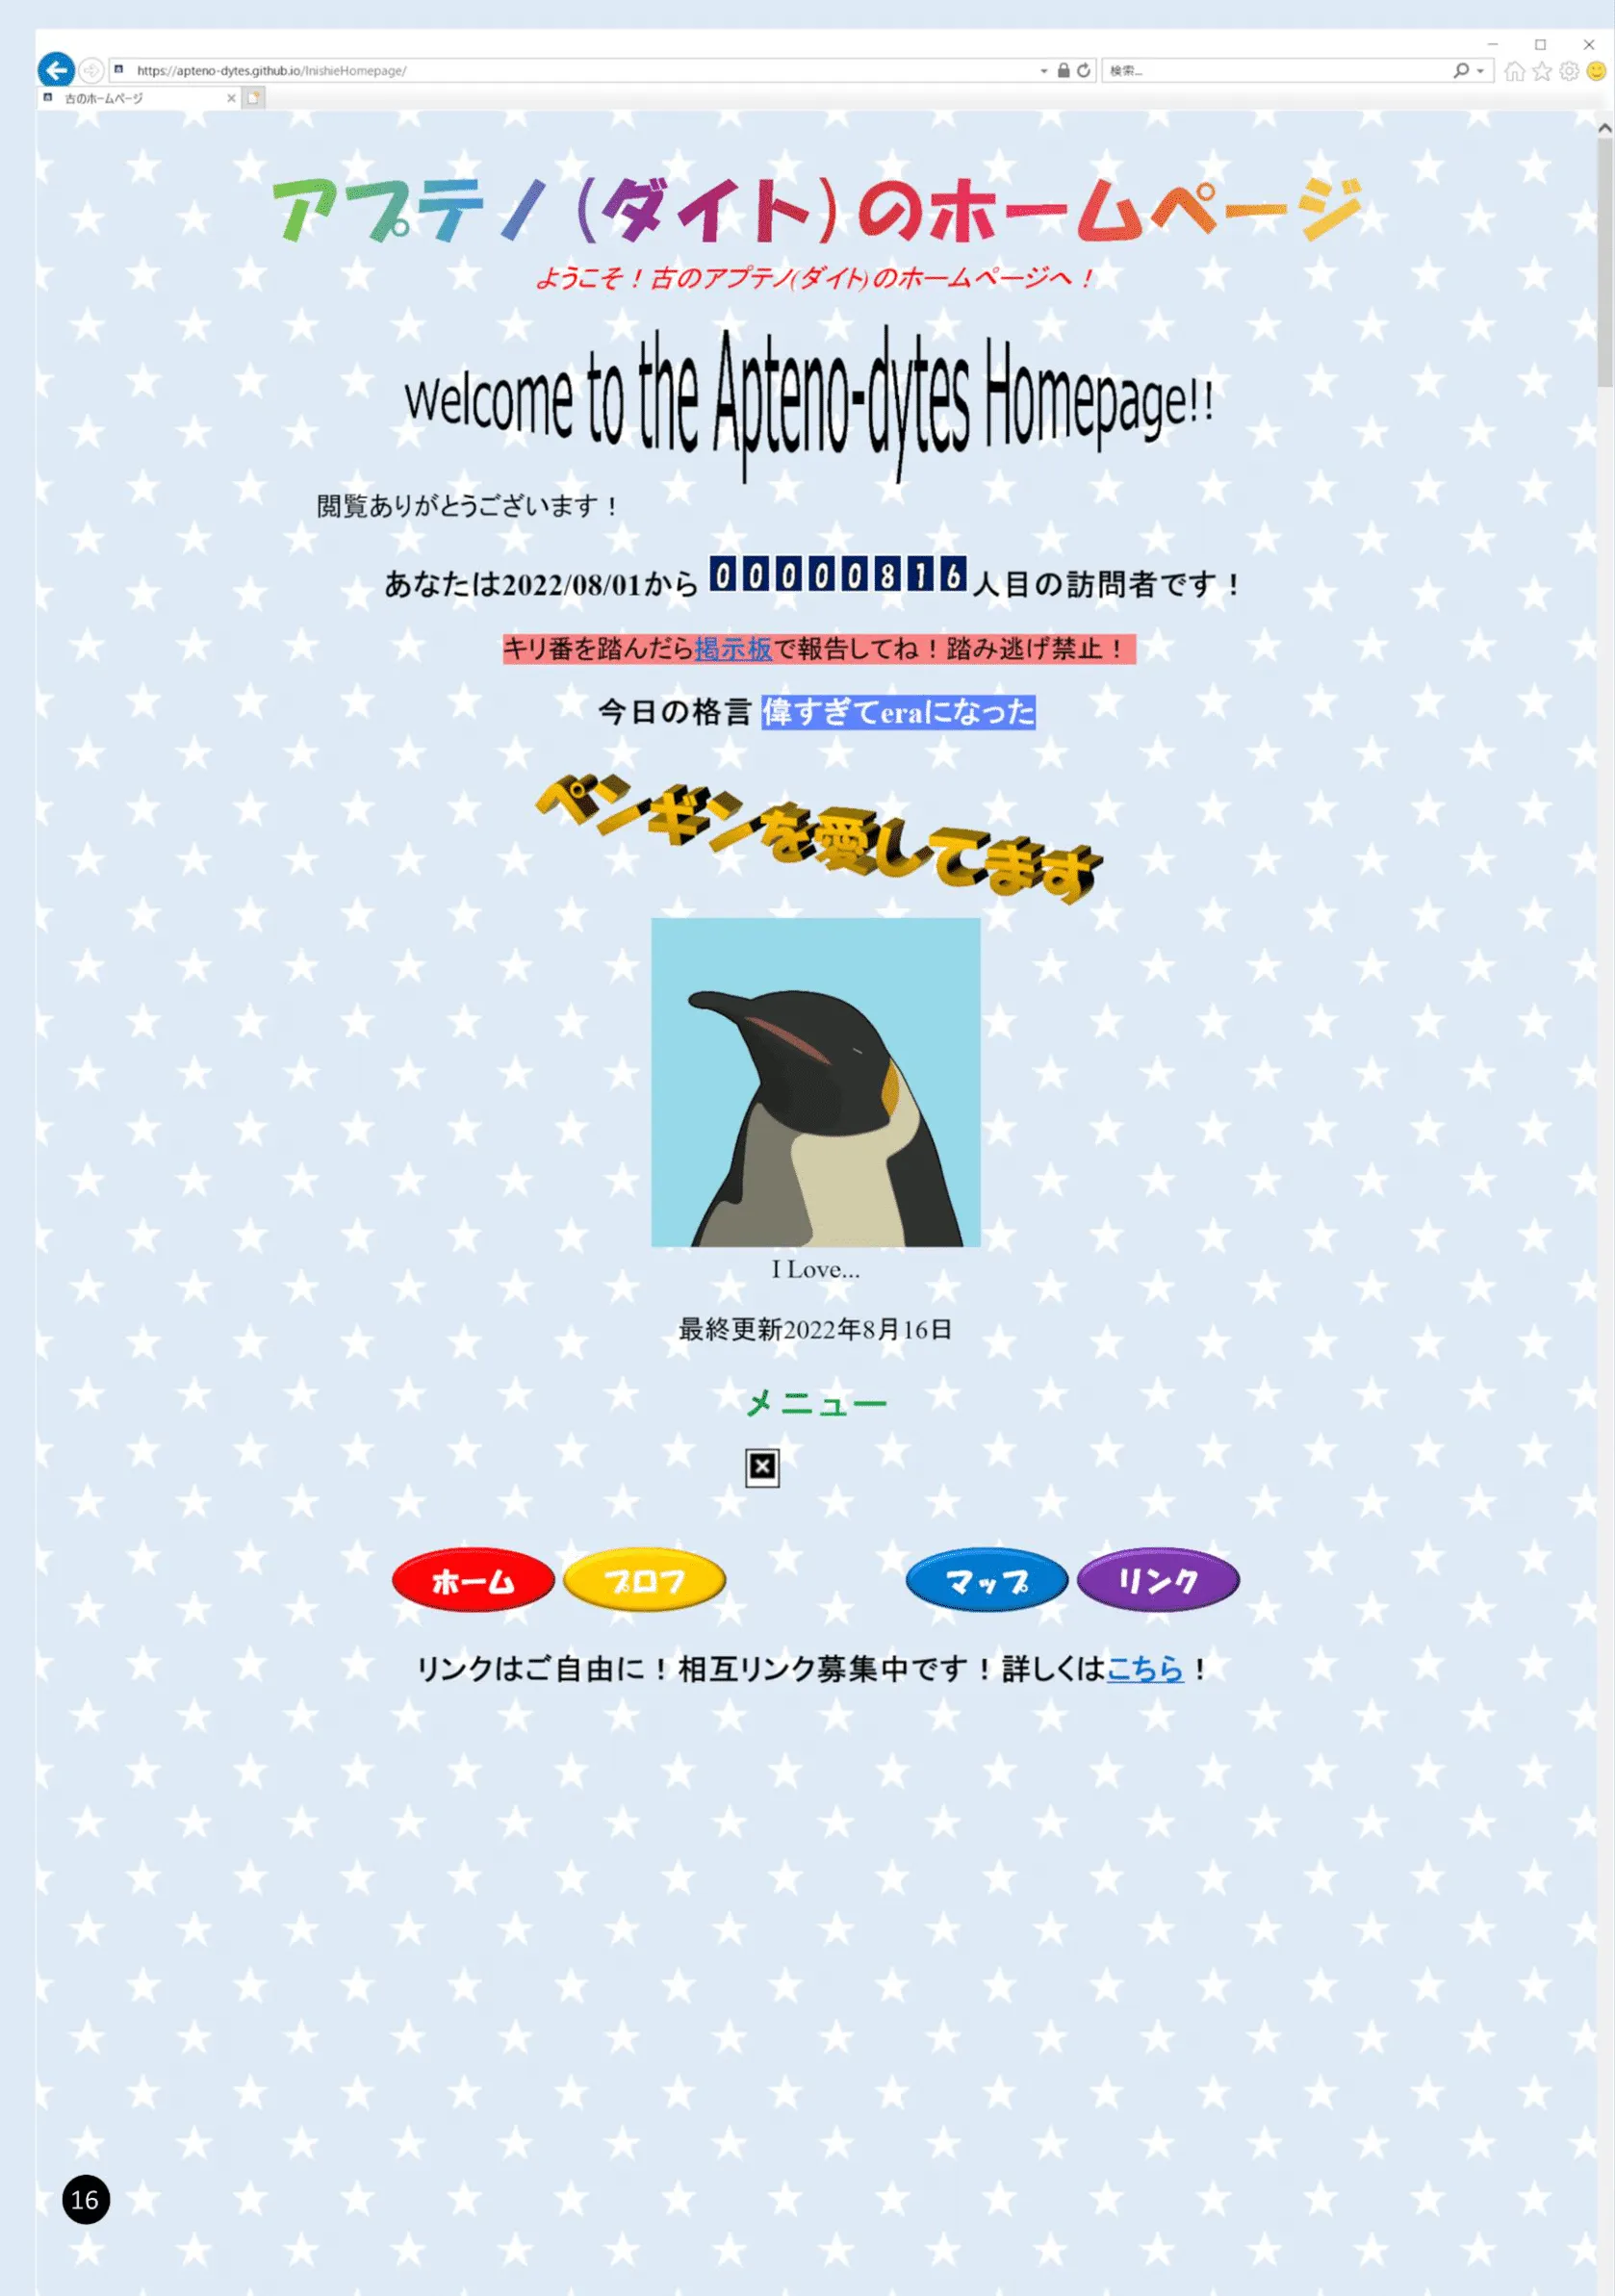 https://apteno-dytes.github.io/InishieHomepage/
検索...
古のホームページ
アプテノ(ダイト)のホームページ
ようこそ！古のアプテノ(ダイト)のホームページへ！
Welcome to the Apteno-dytes Homepage!!
閲覧ありがとうございます！
あなたは2022/08/01から 00000816 人目の訪問者です！
キリ番を踏んだら掲示板で報告してね！踏み逃げ禁止！
今日の格言 偉すぎてeraになった
ペンギンを愛してます
I Love...
最終更新2022年8月16日
メニュー
ホーム プロフ マップ リンク
リンクはご自由に！相互リンク募集中です！詳しくはこちら！
16